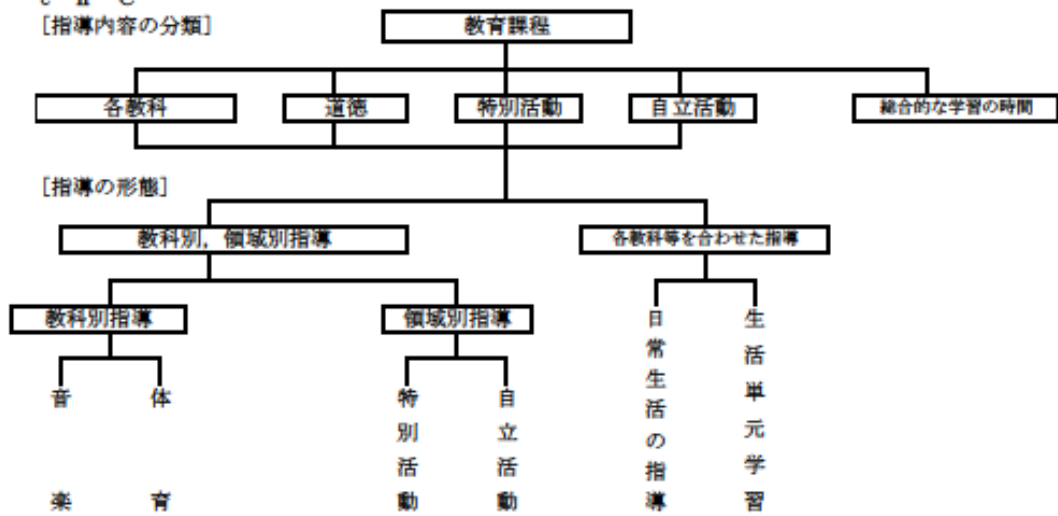 [指導内容の分類]
教育課程
各教科
道徳
特別活動
自立活動
総合的な学習の時間
[指導の形態]
教科別，領域別指導
各教科等を合わせた指導
教科別指導
領域別指導
音楽
体育
特別活動
自立活動
日常生活の指導
生活単元学習